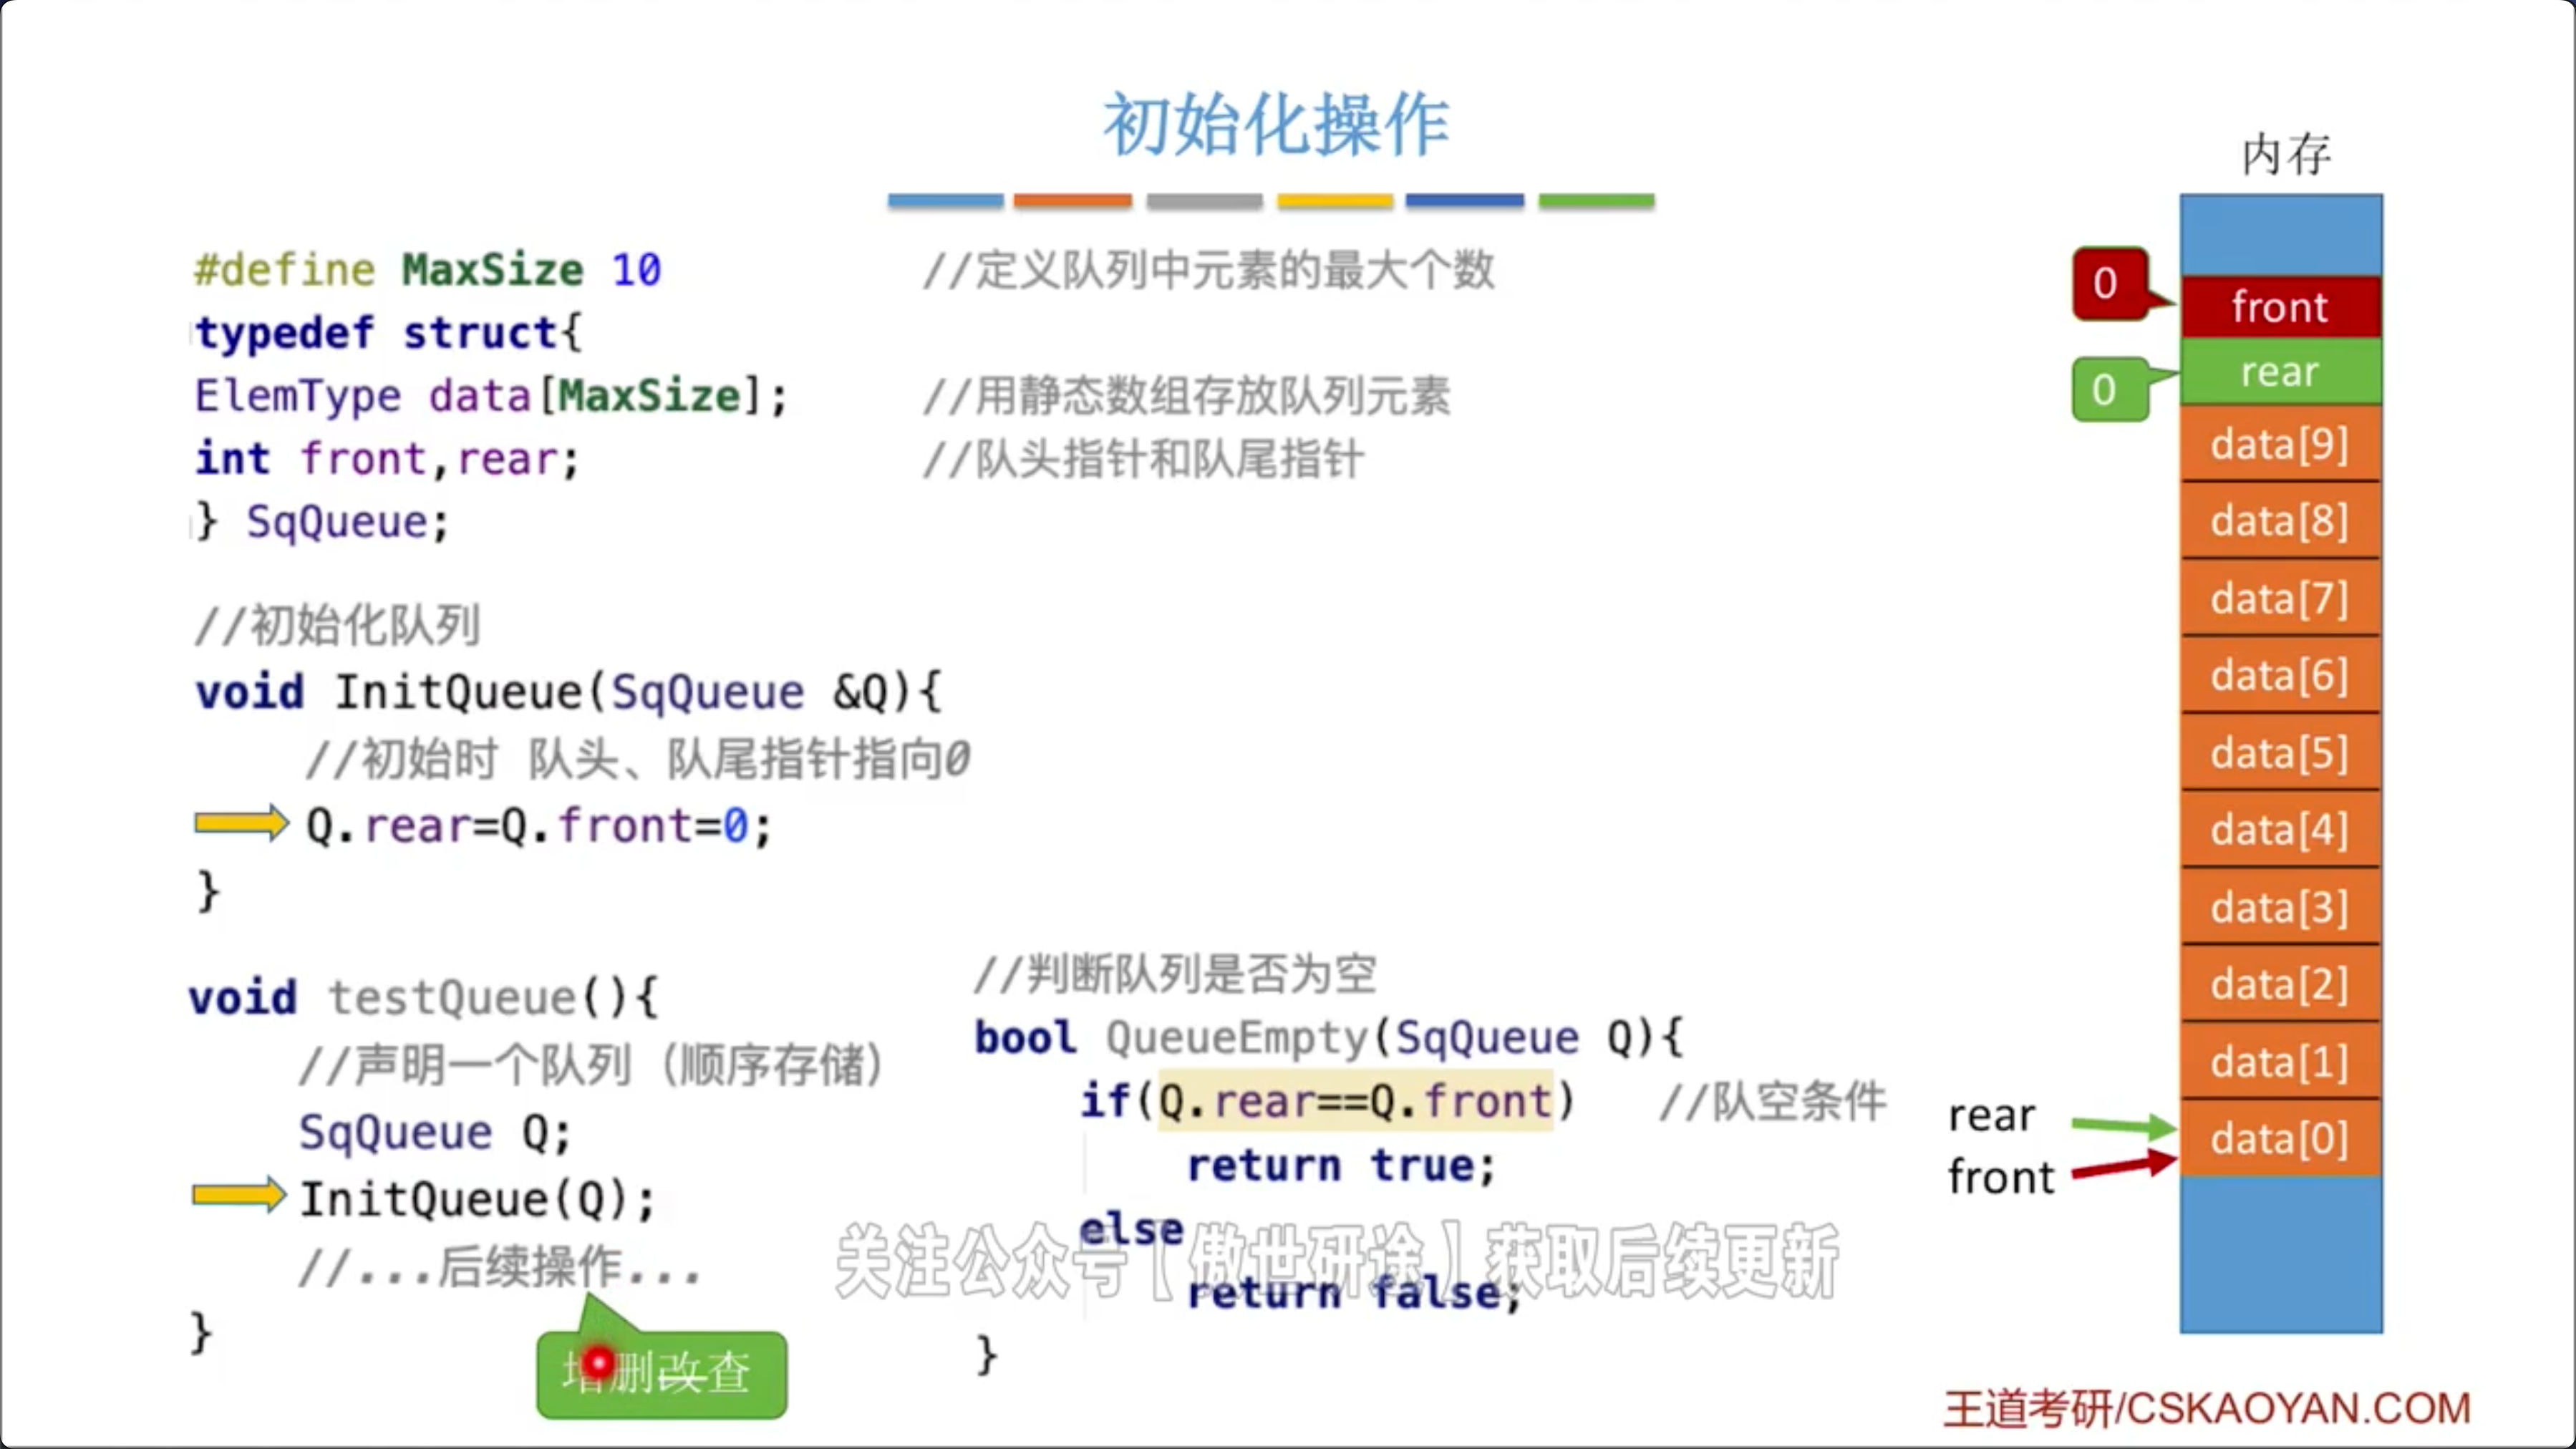 初始化操作
#define MaxSize 10 //定义队列中元素的最大个数
typedef struct{
ElemType data[MaxSize]; //用静态数组存放队列元素
int front,rear; //队头指针和队尾指针
} SqQueue;
//初始化队列
void InitQueue(SqQueue &Q){
//初始时 队头、队尾指针指向0
Q.rear=Q.front=0;
}
void testQueue(){
//声明一个队列（顺序存储）
SqQueue Q;
InitQueue(Q);
//...后续操作...
}
增删改查
//判断队列是否为空
bool QueueEmpty(SqQueue Q){
if(Q.rear==Q.front) //队空条件
return true;
else
return false;
}
关注公众号【傲世研途】获取后续更新
内存
0
front
0
rear
data[9]
data[8]
data[7]
data[6]
data[5]
data[4]
data[3]
data[2]
data[1]
rear
data[0]
front
王道考研/CSKAOYAN.COM